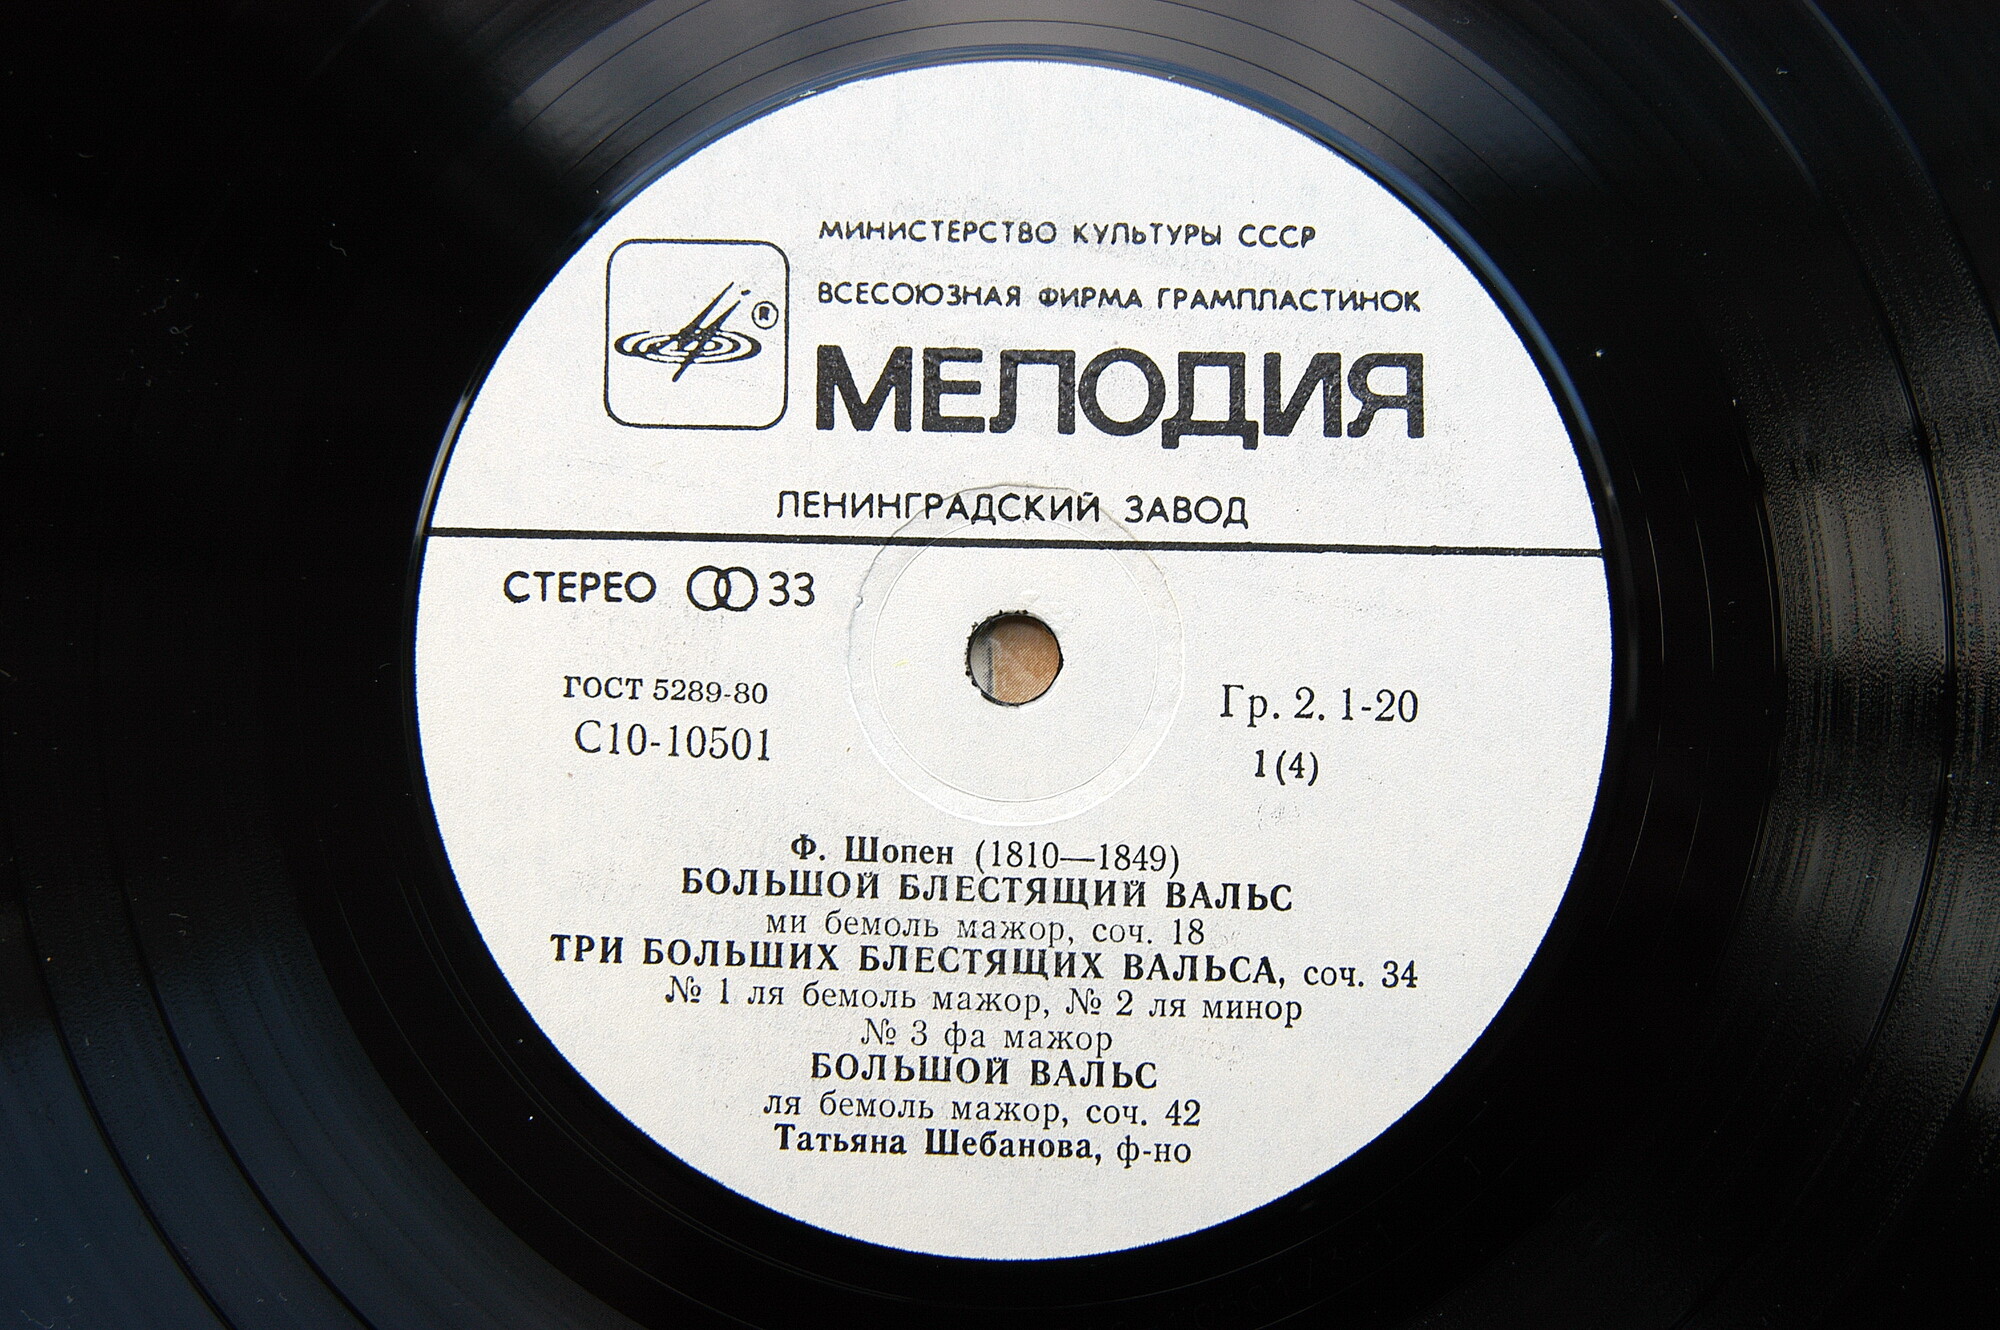 МИНИСТЕРСТВО КУЛЬТУРЫ СССР
ВСЕСОЮЗНАЯ ФИРМА ГРАМПЛАСТИНОК
®
МЕЛОДИЯ
ЛЕНИНГРАДСКИЙ ЗАВОД
СТЕРЕО 33
ГОСТ 5289-80
С10-10501
Гр. 2. 1-20
1(4)
Ф. Шопен (1810—1849)
БОЛЬШОЙ БЛЕСТЯЩИЙ ВАЛЬС
ми бемоль мажор, соч. 18
ТРИ БОЛЬШИХ БЛЕСТЯЩИХ ВАЛЬСА, соч. 34
№ 1 ля бемоль мажор, № 2 ля минор
№ 3 фа мажор
БОЛЬШОЙ ВАЛЬС
ля бемоль мажор, соч. 42
Татьяна Шебанова, ф-но